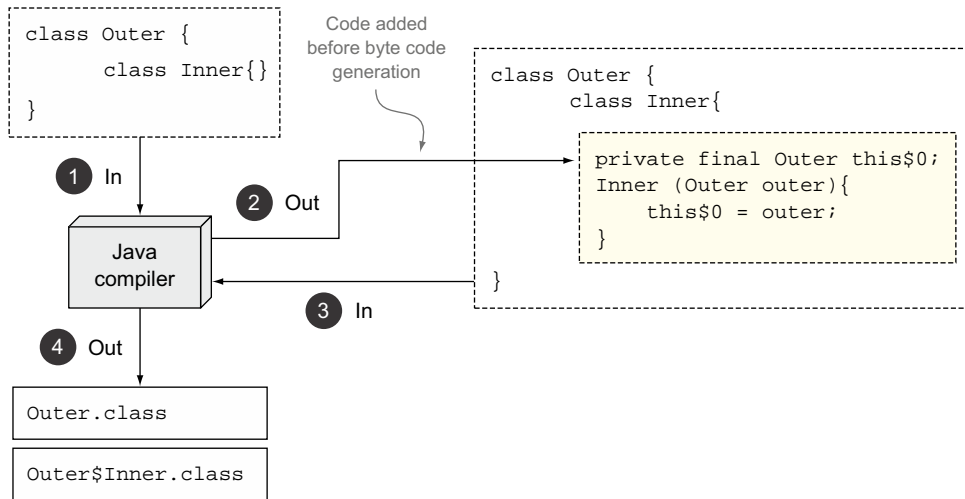 class Outer {
class Inner{}
}
Code added
before byte code
generation
class Outer {
class Inner{
private final Outer this$0;
Inner (Outer outer){
this$0 = outer;
}
}
1 In
2 Out
Java
compiler
3 In
4 Out
Outer.class
Outer$Inner.class